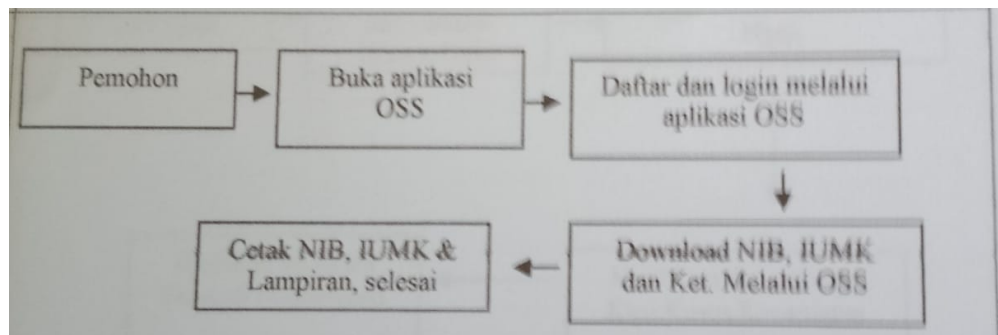 Pemohon
Buka aplikasi
OSS
Daftar dan login melalui
aplikasi OSS
Download NIB, IUMK
dan Ket. Melalui OSS
Cetak NIB, IUMK &
Lampiran, selesai